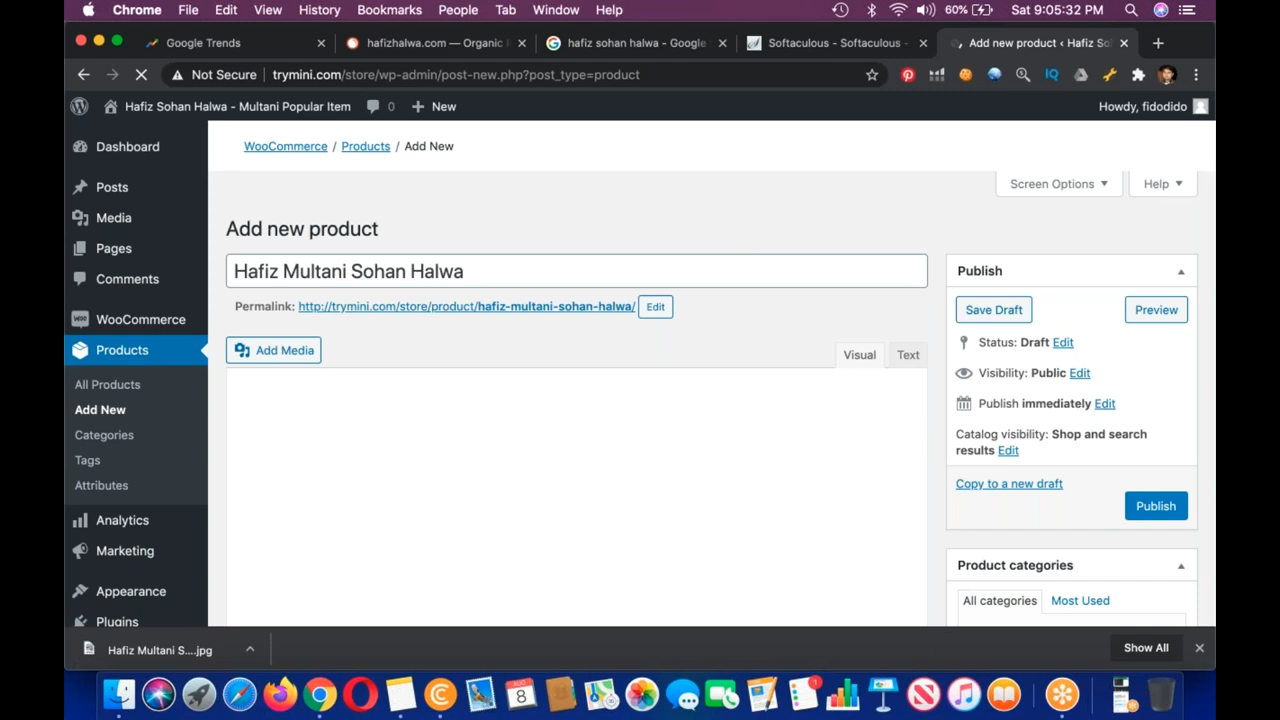 Chrome File Edit View History Bookmarks People Tab Window Help 60% Sat 9:05:32 PM
Google Trends hafizhalwa.com — Organic hafiz sohan halwa - Google Softaculous - Softaculous - Add new product ‹ Hafiz So
Not Secure trymini.com/store/wp-admin/post-new.php?post_type=product
Hafiz Sohan Halwa - Multani Popular Item 0 New Howdy, fidodido
Dashboard
Posts
Media
Pages
Comments
WooCommerce
Products
All Products
Add New
Categories
Tags
Attributes
Analytics
Marketing
Appearance
Plugins
WooCommerce / Products / Add New
Screen Options Help
Add new product
Hafiz Multani Sohan Halwa
Permalink: http://trymini.com/store/product/hafiz-multani-sohan-halwa/ Edit
Add Media
Visual Text
Publish
Save Draft Preview
Status: Draft Edit
Visibility: Public Edit
Publish immediately Edit
Catalog visibility: Shop and search
results Edit
Copy to a new draft
Publish
Product categories
All categories Most Used
Hafiz Multani S....jpg Show All